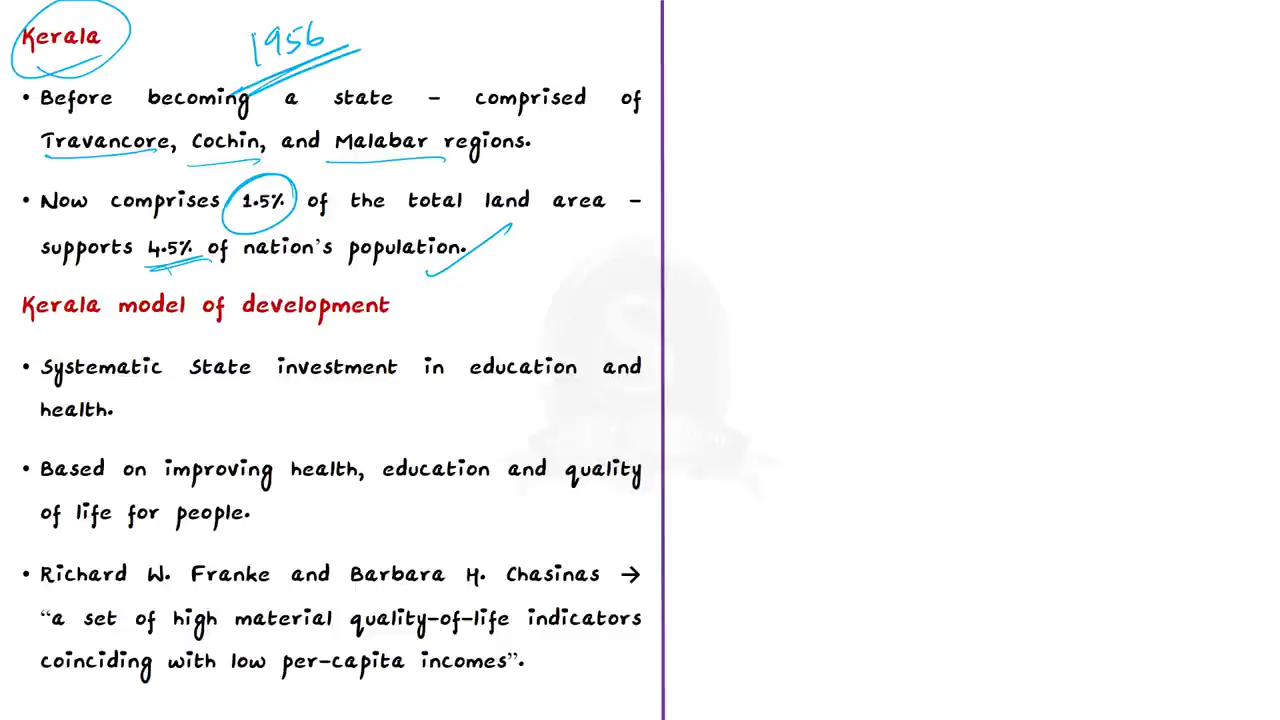 Kerala
1956
• Before becoming a state – comprised of
Travancore, Cochin, and Malabar regions.
• Now comprises 1.5% of the total land area –
supports 4.5% of nation's population.
Kerala model of development
• Systematic State investment in education and
health.
• Based on improving health, education and quality
of life for people.
• Richard W. Franke and Barbara H. Chasinas →
“a set of high material quality-of-life indicators
coinciding with low per-capita incomes”.